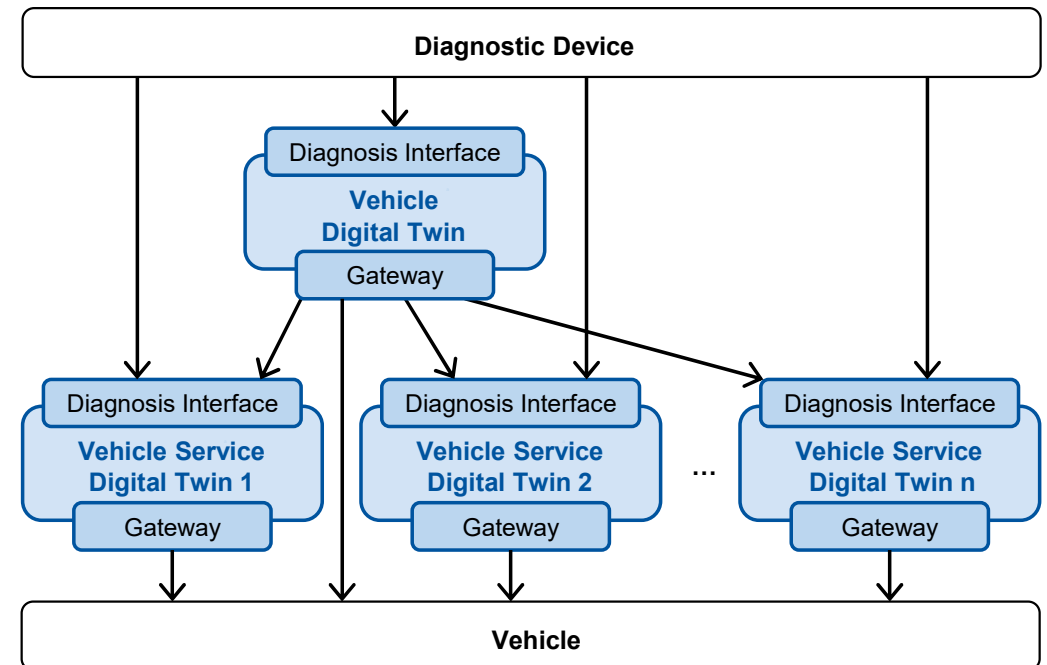 Diagnostic Device
Diagnosis Interface
Vehicle
Digital Twin
Gateway
Diagnosis Interface
Vehicle Service
Digital Twin 1
Gateway
Diagnosis Interface
Vehicle Service
Digital Twin 2
Gateway
...
Diagnosis Interface
Vehicle Service
Digital Twin n
Gateway
Vehicle